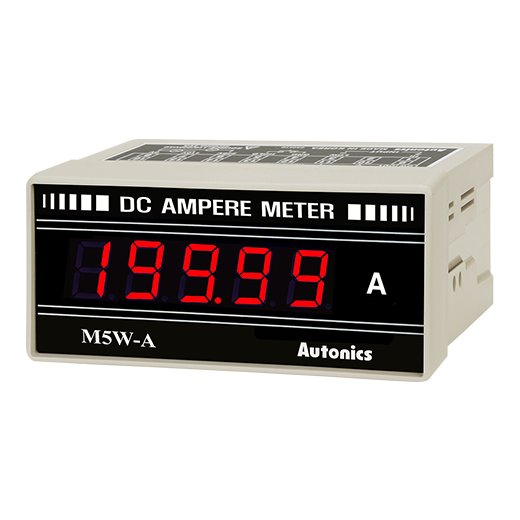 DC AMPERE METER
199.99 A
M5W-A
Autonics